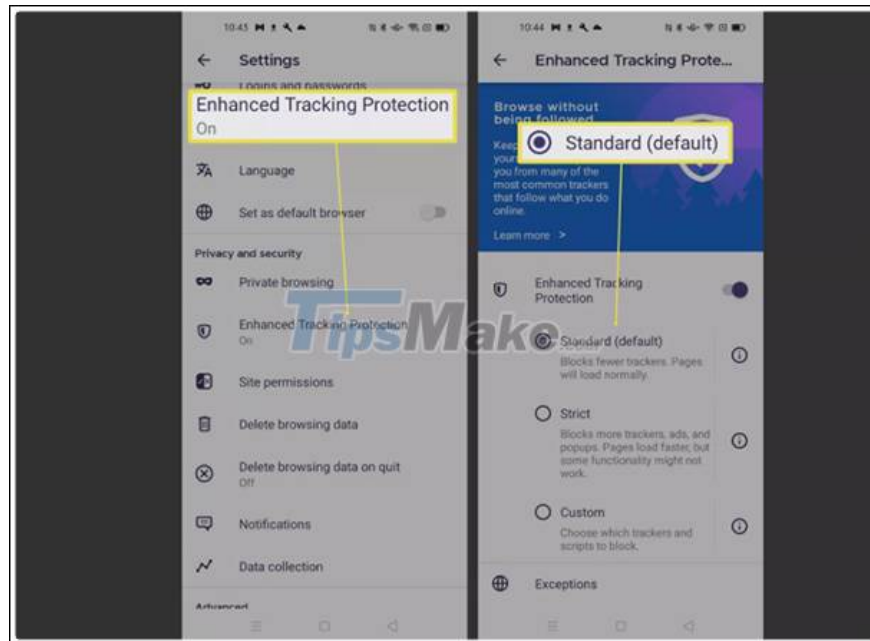 10:45
Settings
Logins and passwords
Enhanced Tracking Protection
On
Language
Set as default browser
Privacy and security
Private browsing
Enhanced Tracking Protection
On
Site permissions
Delete browsing data
Delete browsing data on quit
Off
Notifications
Data collection
Advanced
10:44
Enhanced Tracking Prote...
Browse without
being followed
Standard (default)
Keep
your
you from many of the
most common trackers
that follow what you do
online.
Learn more >
Enhanced Tracking
Protection
Standard (default)
Blocks fewer trackers. Pages
will load normally.
Strict
Blocks more trackers, ads, and
popups. Pages load faster, but
some functionality might not
work.
Custom
Choose which trackers and
scripts to block.
Exceptions
TipsMake